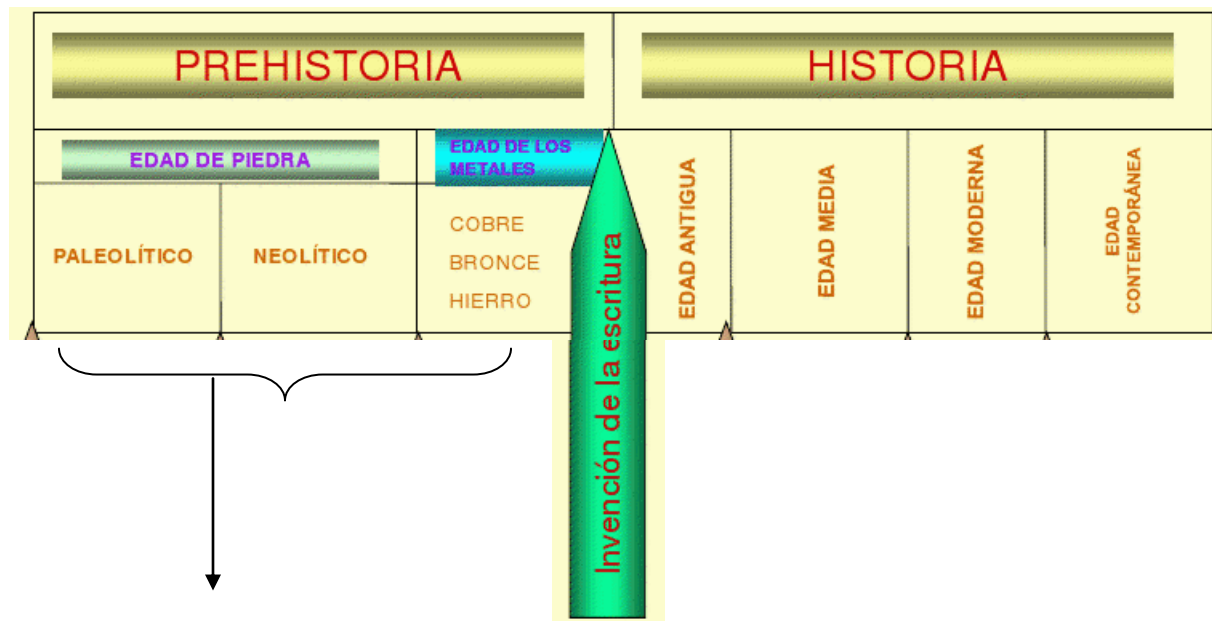 PREHISTORIA
HISTORIA
EDAD DE PIEDRA
EDAD DE LOS
METALES
PALEOLÍTICO
NEOLÍTICO
COBRE
BRONCE
HIERRO
Invención de la escritura
EDAD ANTIGUA
EDAD MEDIA
EDAD MODERNA
EDAD
CONTEMPORÁNEA